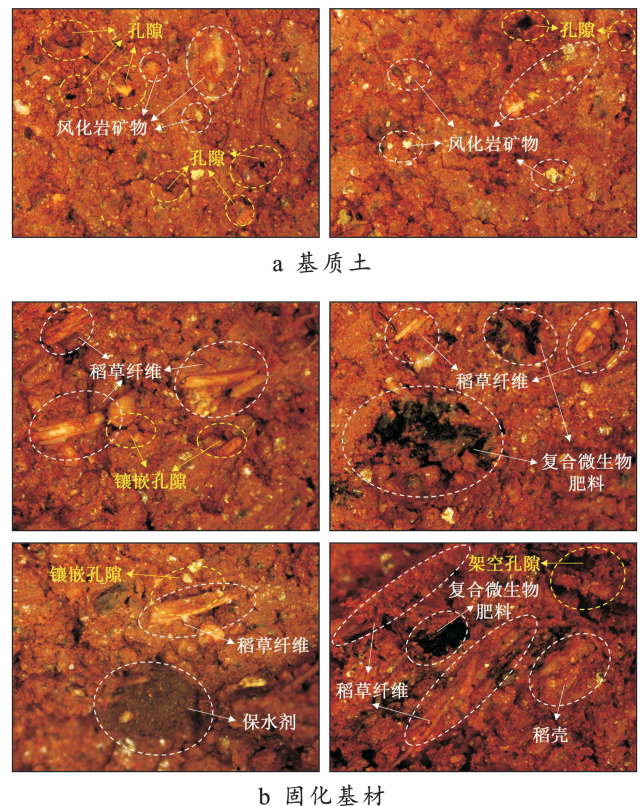 孔隙
风化岩矿物
孔隙
孔隙
风化岩矿物
a 基质土
稻草纤维
镶嵌孔隙
稻草纤维
复合微生物
肥料
镶嵌孔隙
稻草纤维
保水剂
架空孔隙
复合微生物
肥料
稻草纤维
稻壳
b 固化基材